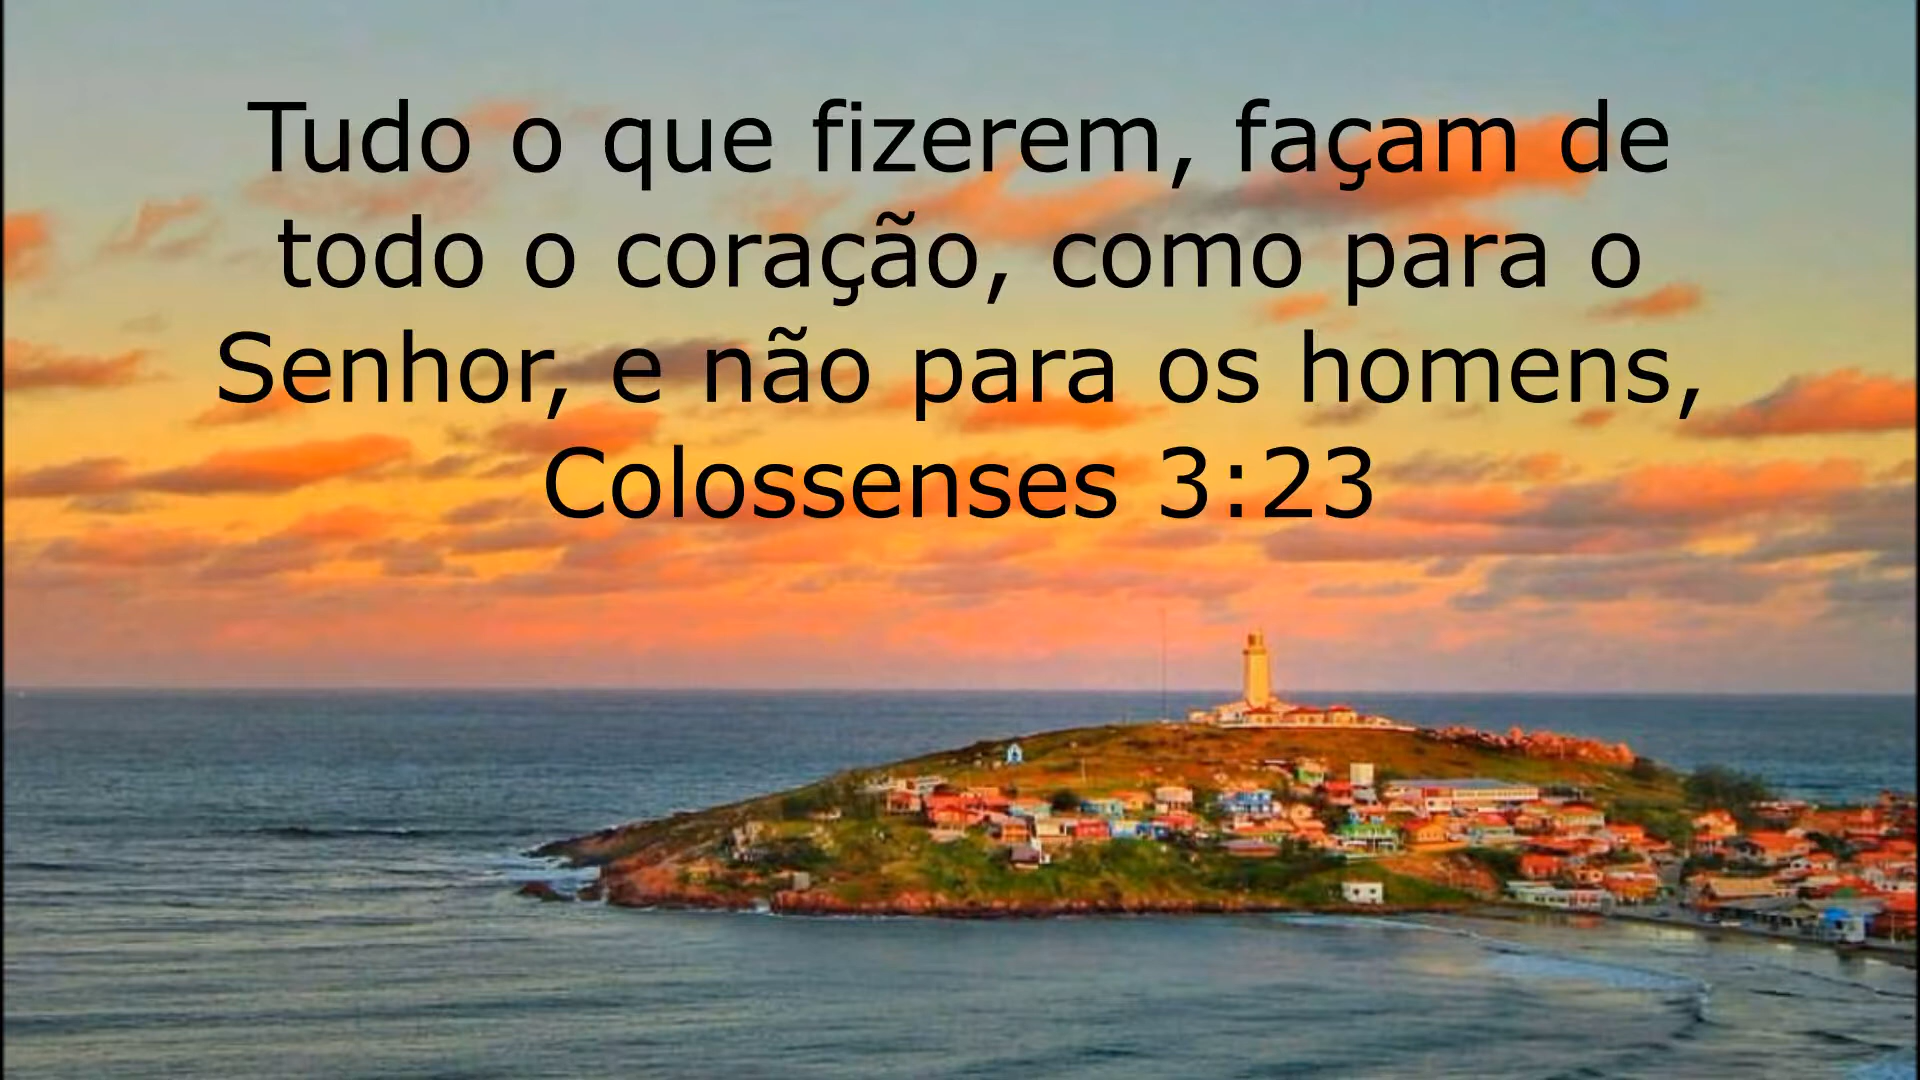 Tudo o que fizerem, façam de
todo o coração, como para o
Senhor, e não para os homens,
Colossenses 3:23